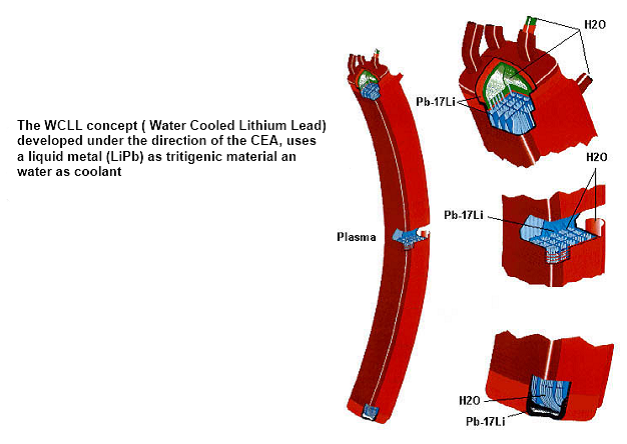 The WCLL concept ( Water Cooled Lithium Lead)
developed under the direction of the CEA, uses
a liquid metal (LiPb) as tritigenic material an
water as coolant
Plasma
H2O
Pb-17Li
H2O
Pb-17Li
H2O
Pb-17Li